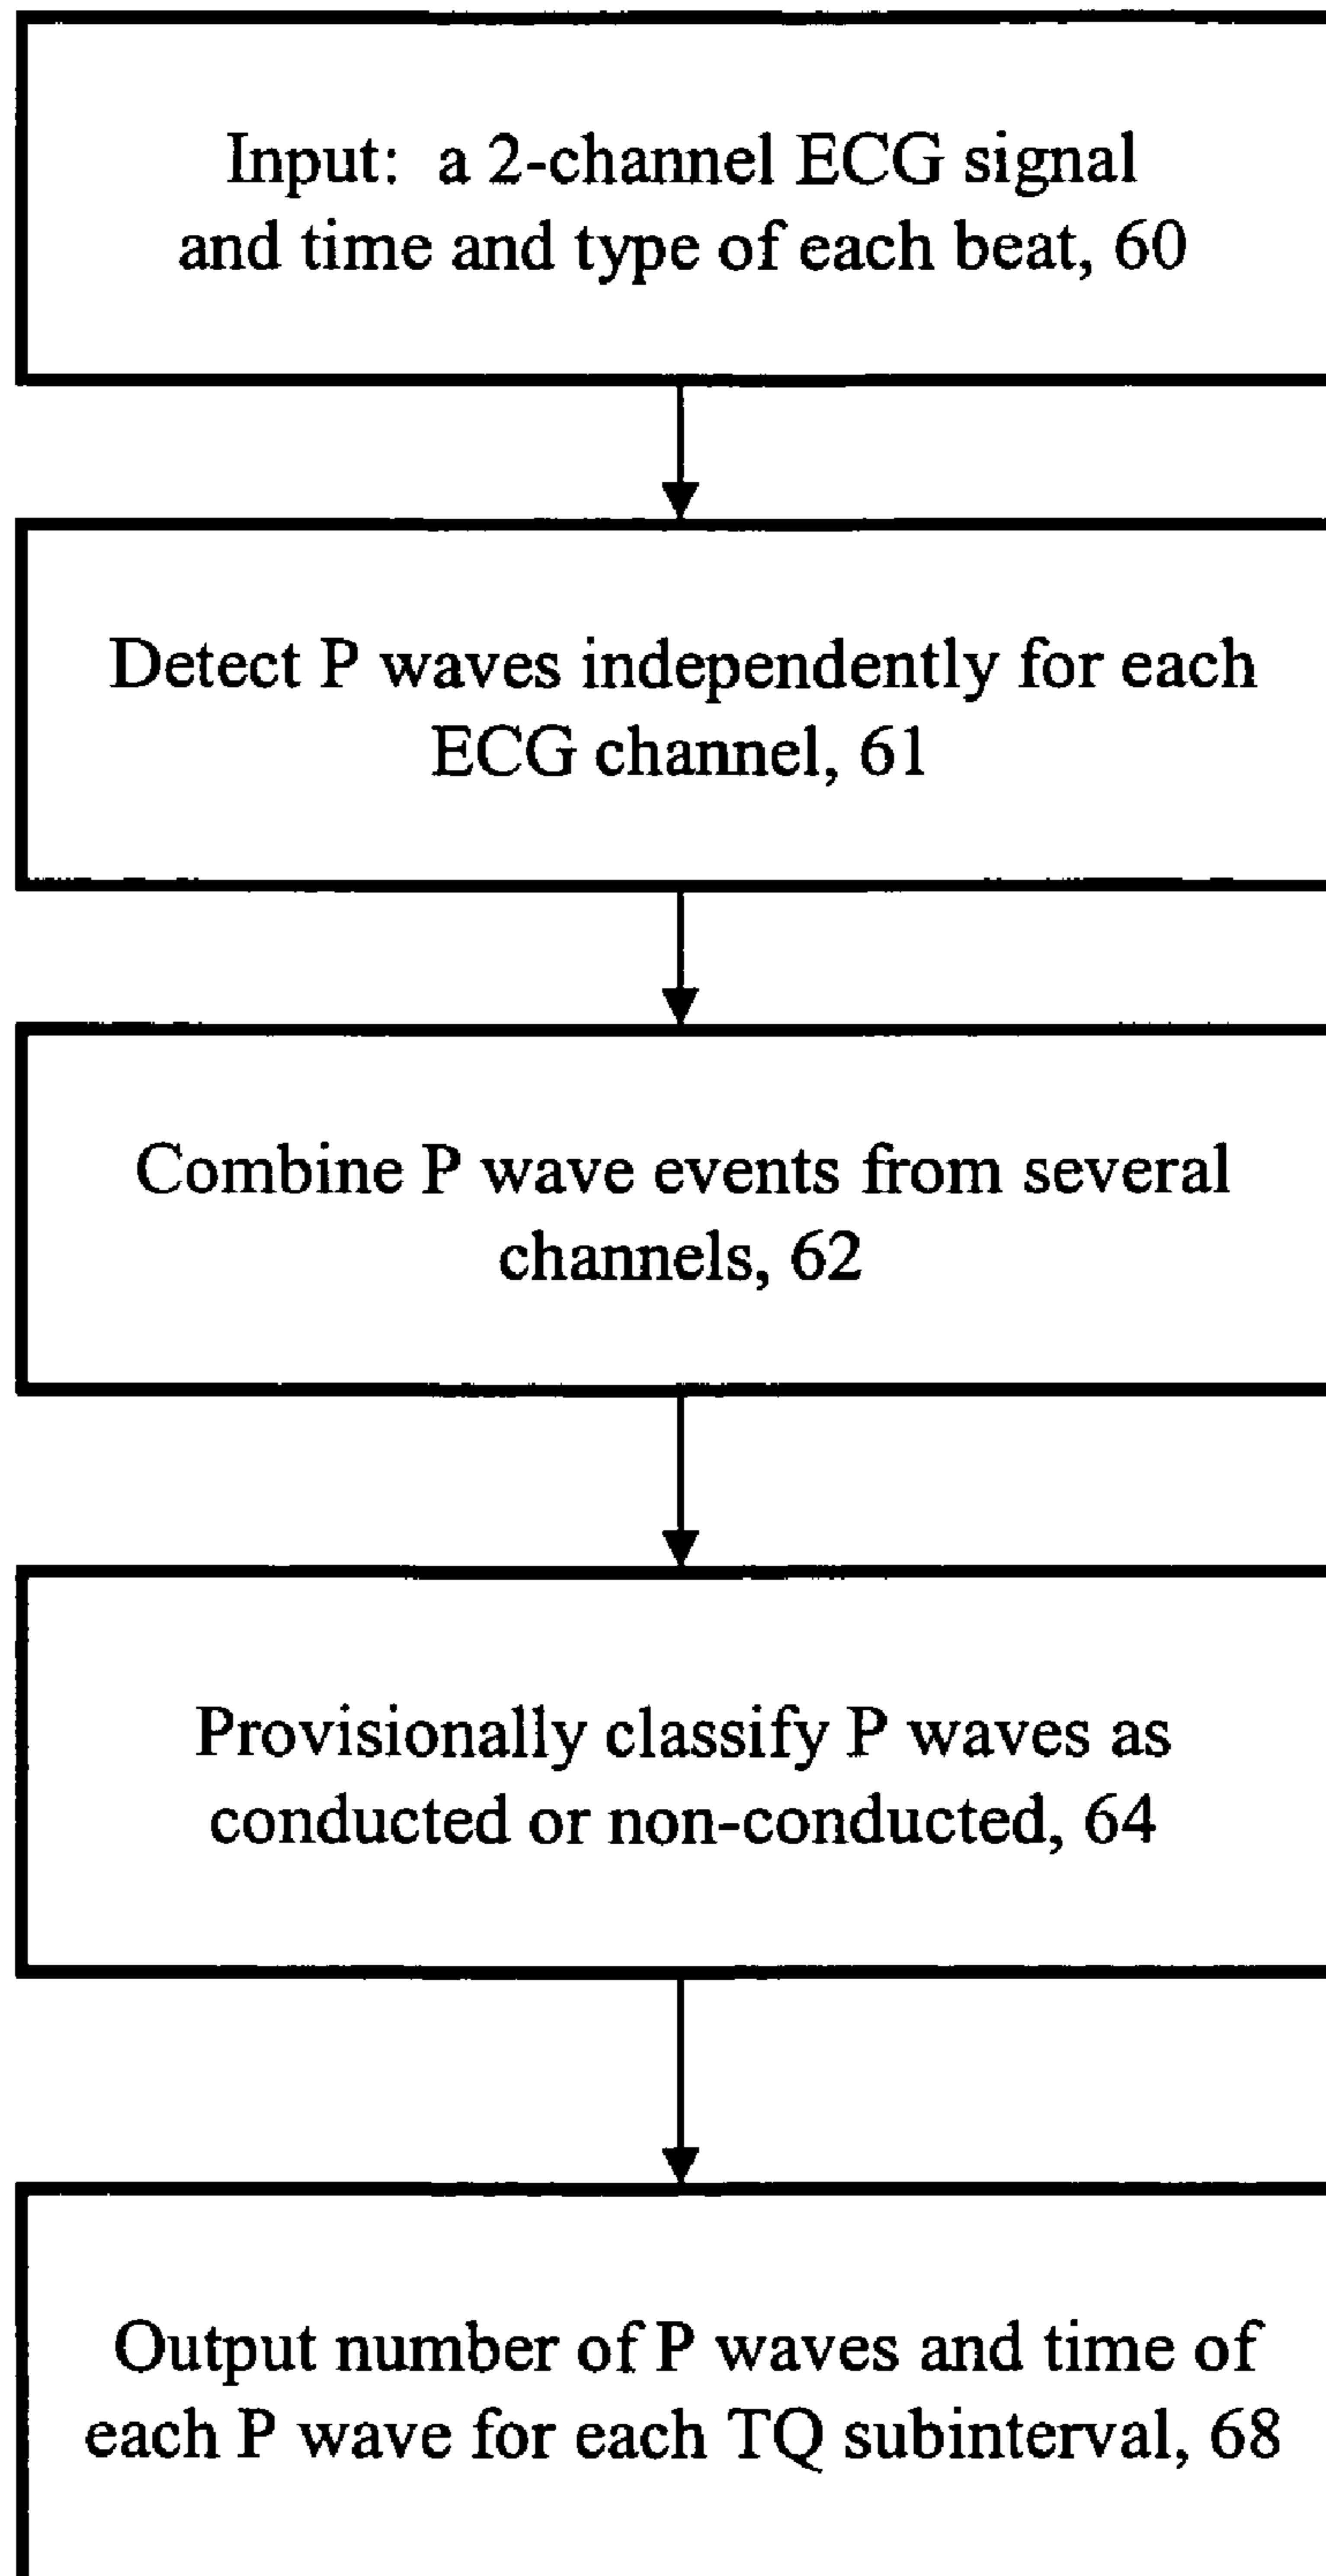 Input:  a 2-channel ECG signal
and time and type of each beat, 60
Detect P waves independently for each
ECG channel, 61
Combine P wave events from several
channels, 62
Provisionally classify P waves as
conducted or non-conducted, 64
Output number of P waves and time of
each P wave for each TQ subinterval, 68